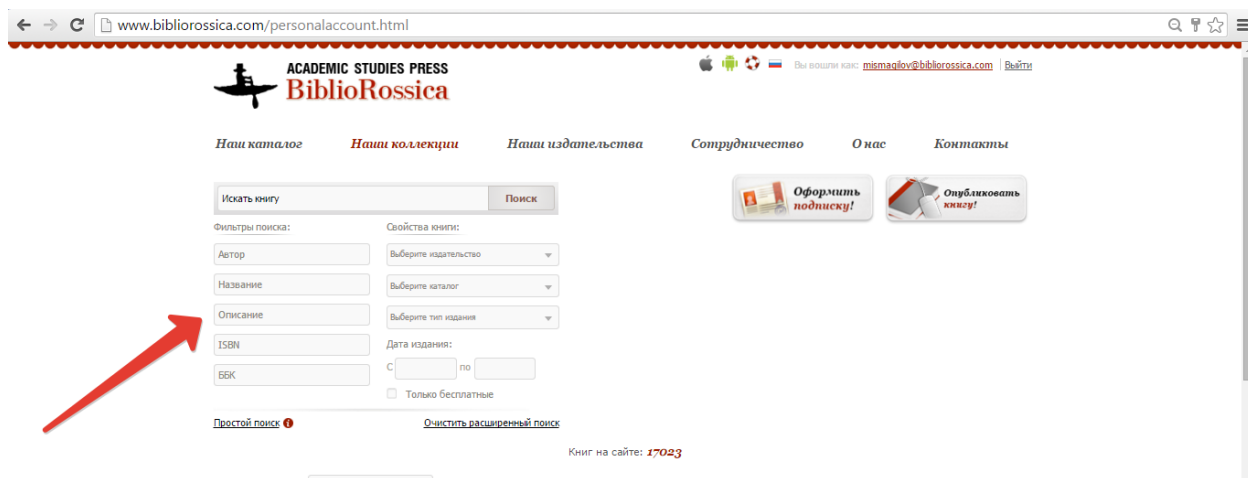 www.bibliorossica.com/personalaccount.html
ACADEMIC STUDIES PRESS
BiblioRossica
Вы вошли как: mismagilov@bibliorossica.com Выйти
Наш каталог Наши коллекции Наши издательства Сотрудничество О нас Контакты
Искать книгу Поиск
Оформить подписку!
Опубликовать книгу!
Фильтры поиска: Свойства книги:
Автор Выберите издательство
Название Выберите каталог
Описание Выберите тип издания
ISBN Дата издания:
ББК С по
Только бесплатные
Простой поиск Очистить расширенный поиск
Книг на сайте: 17023